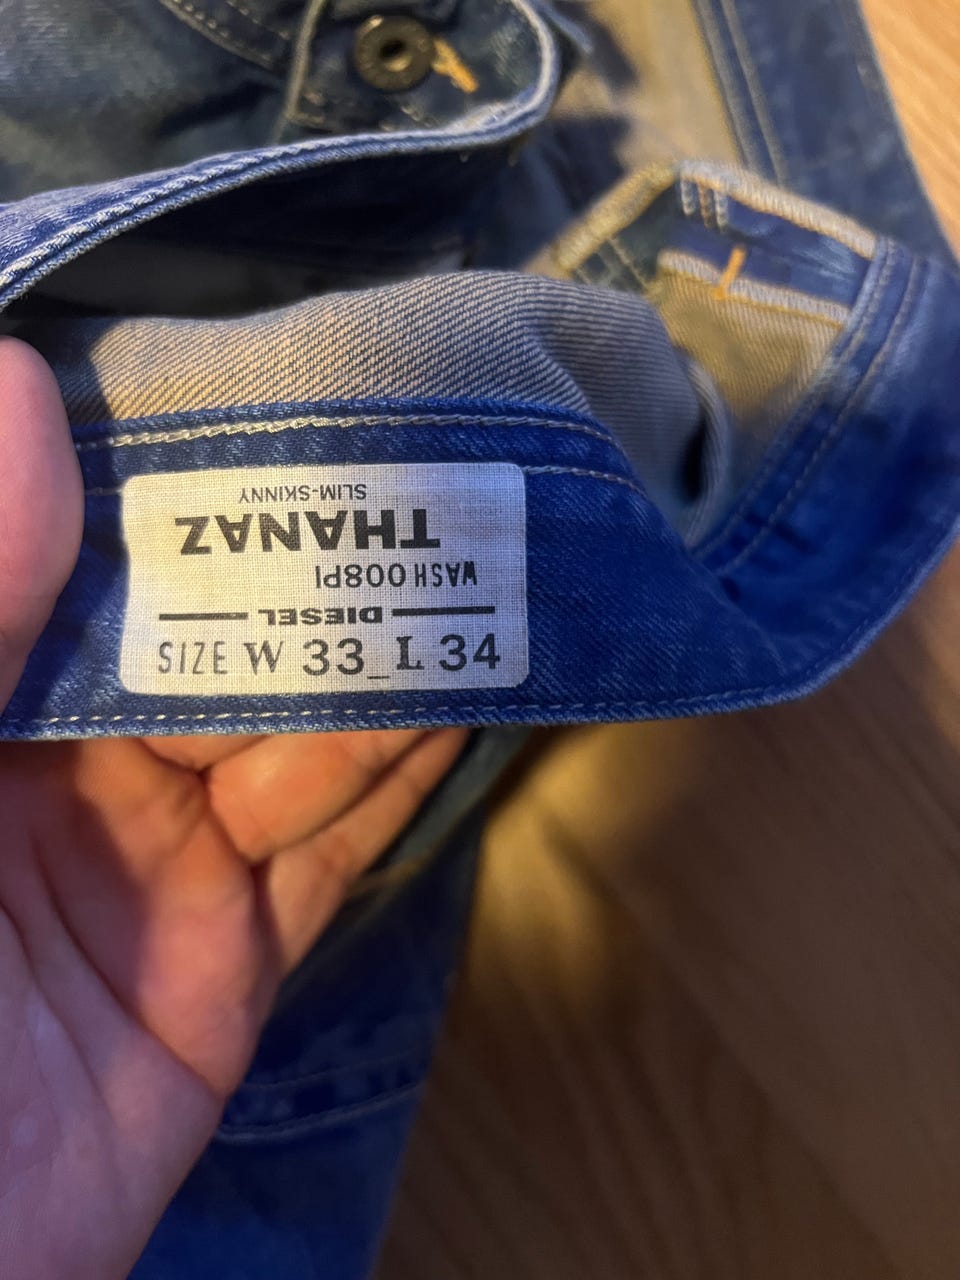 DIESEL
WASH 008PI
THANAZ
SLIM-SKINNY
SIZE W 33_L 34